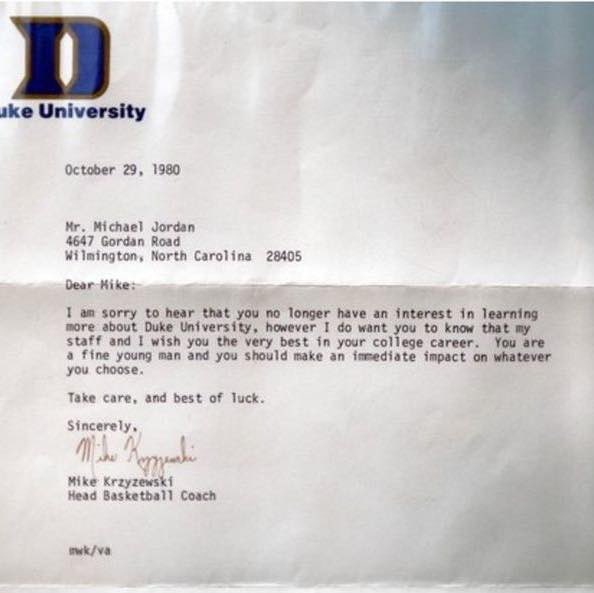 D
uke University
October 29, 1980
Mr. Michael Jordan
4647 Gordan Road
Wilmington, North Carolina 28405
Dear Mike:
I am sorry to hear that you no longer have an interest in learning
more about Duke University, however I do want you to know that my
staff and I wish you the very best in your college career. You are
a fine young man and you should make an immediate impact on whatever
you choose.
Take care, and best of luck.
Sincerely,
Mike Krzyzewski
Mike Krzyzewski
Head Basketball Coach
mwk/va